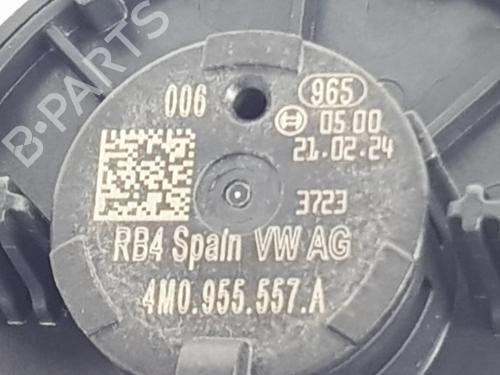 B-PARTS
006
965
05 00
21.02.24
3723
RB4 Spain VW AG
4M0.955.557.A